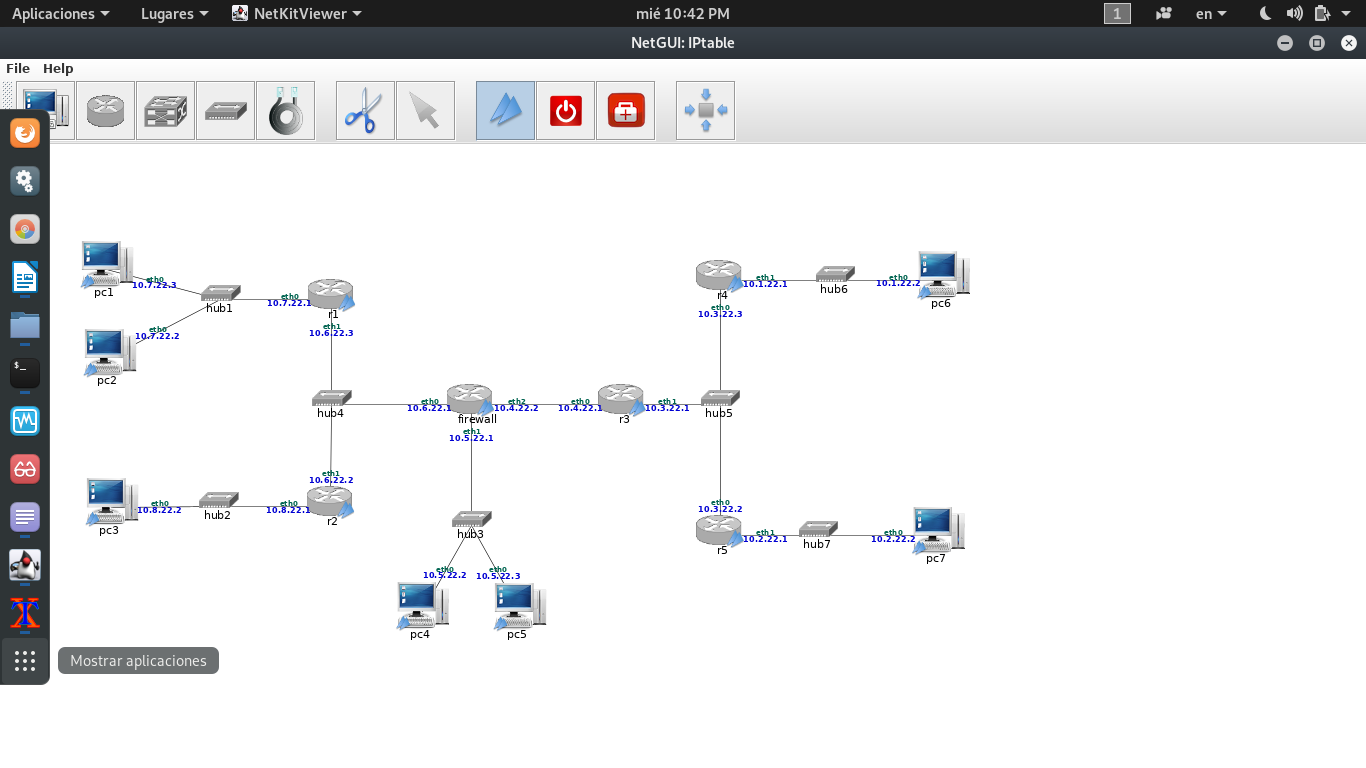 Aplicaciones Lugares NetKitViewer mié 10:42 PM 1 en
NetGUI: IPtable
File Help
pc1
eth0
10.7.22.3
hub1
eth0
10.7.22.1
r1
eth1
10.6.22.3
pc2
eth0
10.7.22.2
r4
eth1
10.1.22.1
eth0
10.3.22.3
hub6
eth0
10.1.22.2
pc6
hub4
eth0
10.6.22.1
firewall
eth2
10.4.22.2
eth1
10.5.22.1
eth0
10.4.22.1
r3
eth1
10.3.22.1
hub5
pc3
eth0
10.8.22.2
hub2
eth0
10.8.22.1
eth1
10.6.22.2
r2
hub3
eth0
10.5.22.2
eth0
10.5.22.3
pc4
pc5
eth0
10.3.22.2
r5
eth1
10.2.22.1
hub7
eth0
10.2.22.2
pc7
Mostrar aplicaciones